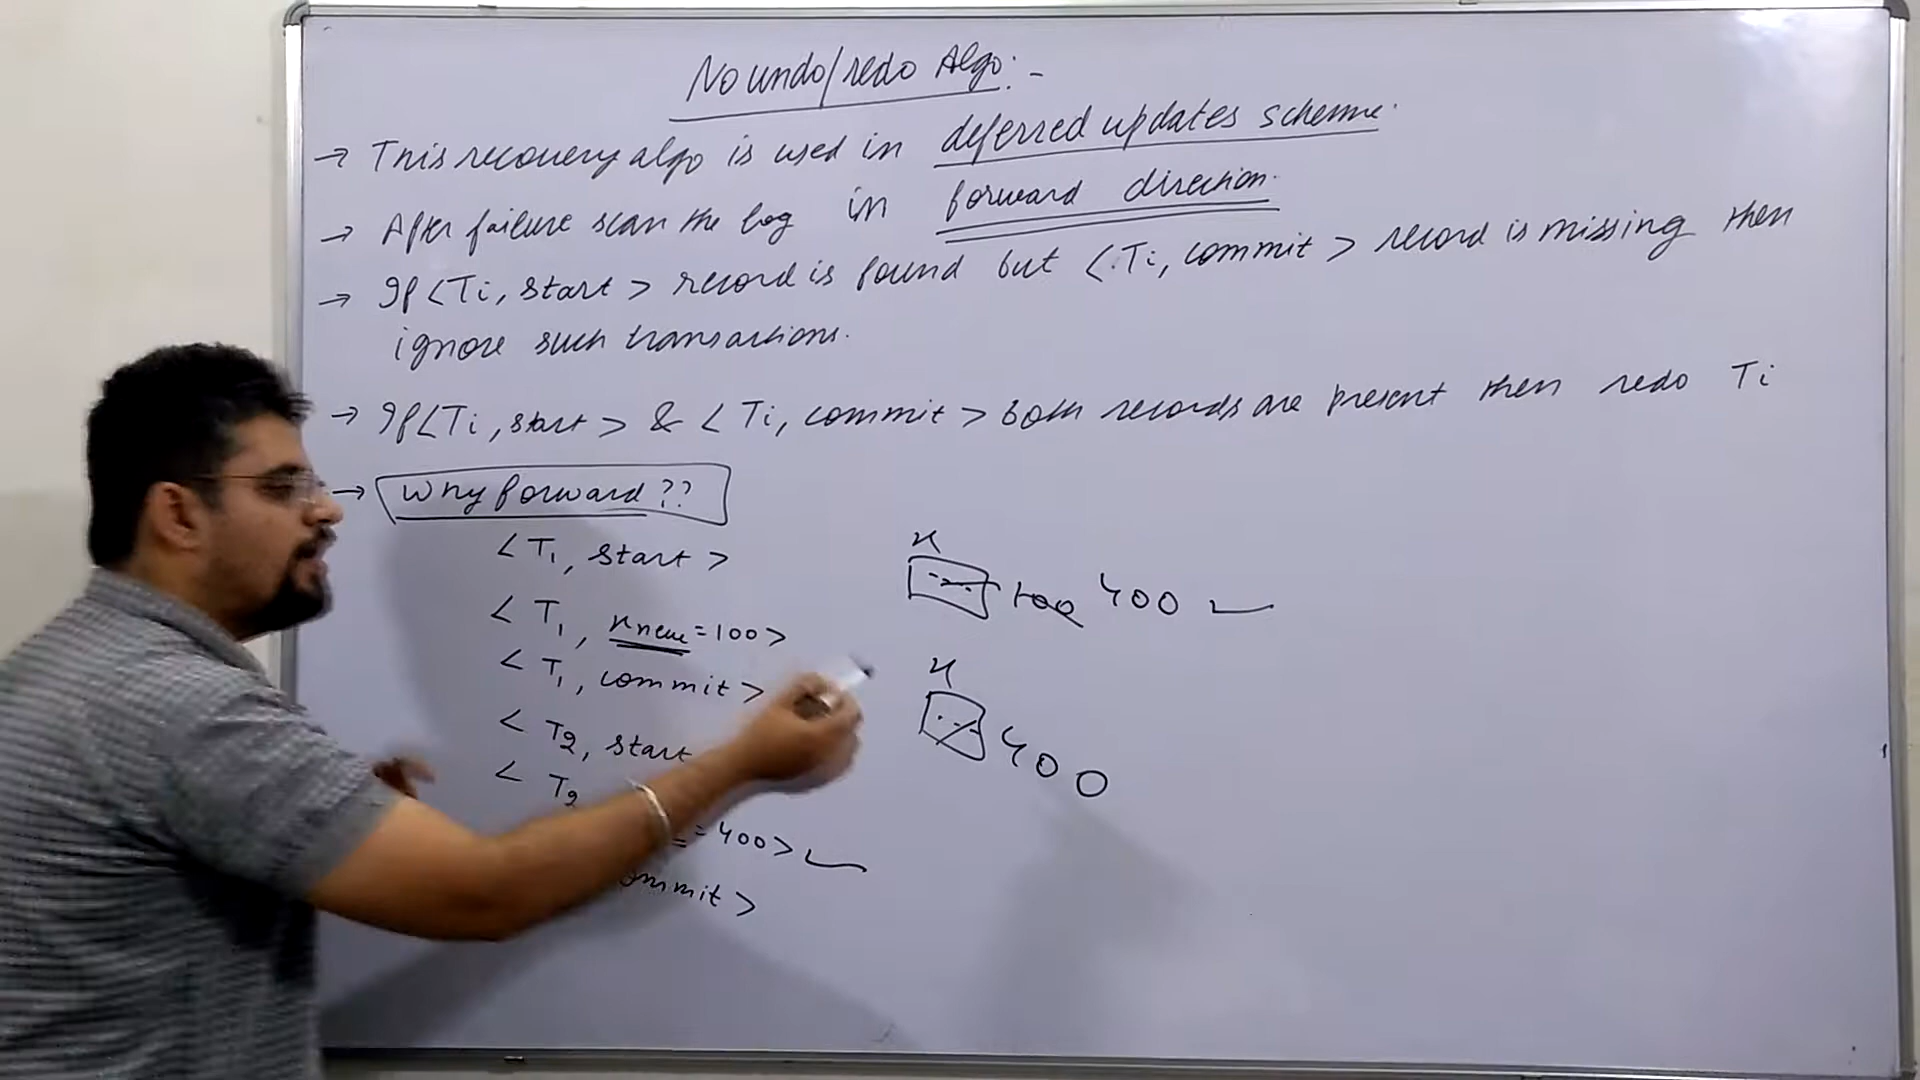 No undo/redo Algo:-
→ This recovery algo is used in deferred updates scheme.
→ After failure scan the log in forward direction.
→ If <Ti, start> record is found but <Ti, commit> record is missing then
ignore such transactions.
→ If <Ti, start> & <Ti, commit> both records are present then redo Ti
→ Why forward??
<T1, start>
<T1, xnew=100>
<T1, commit>
<T2, start
<T2
=400>
ommit>
x
100 400
x
400